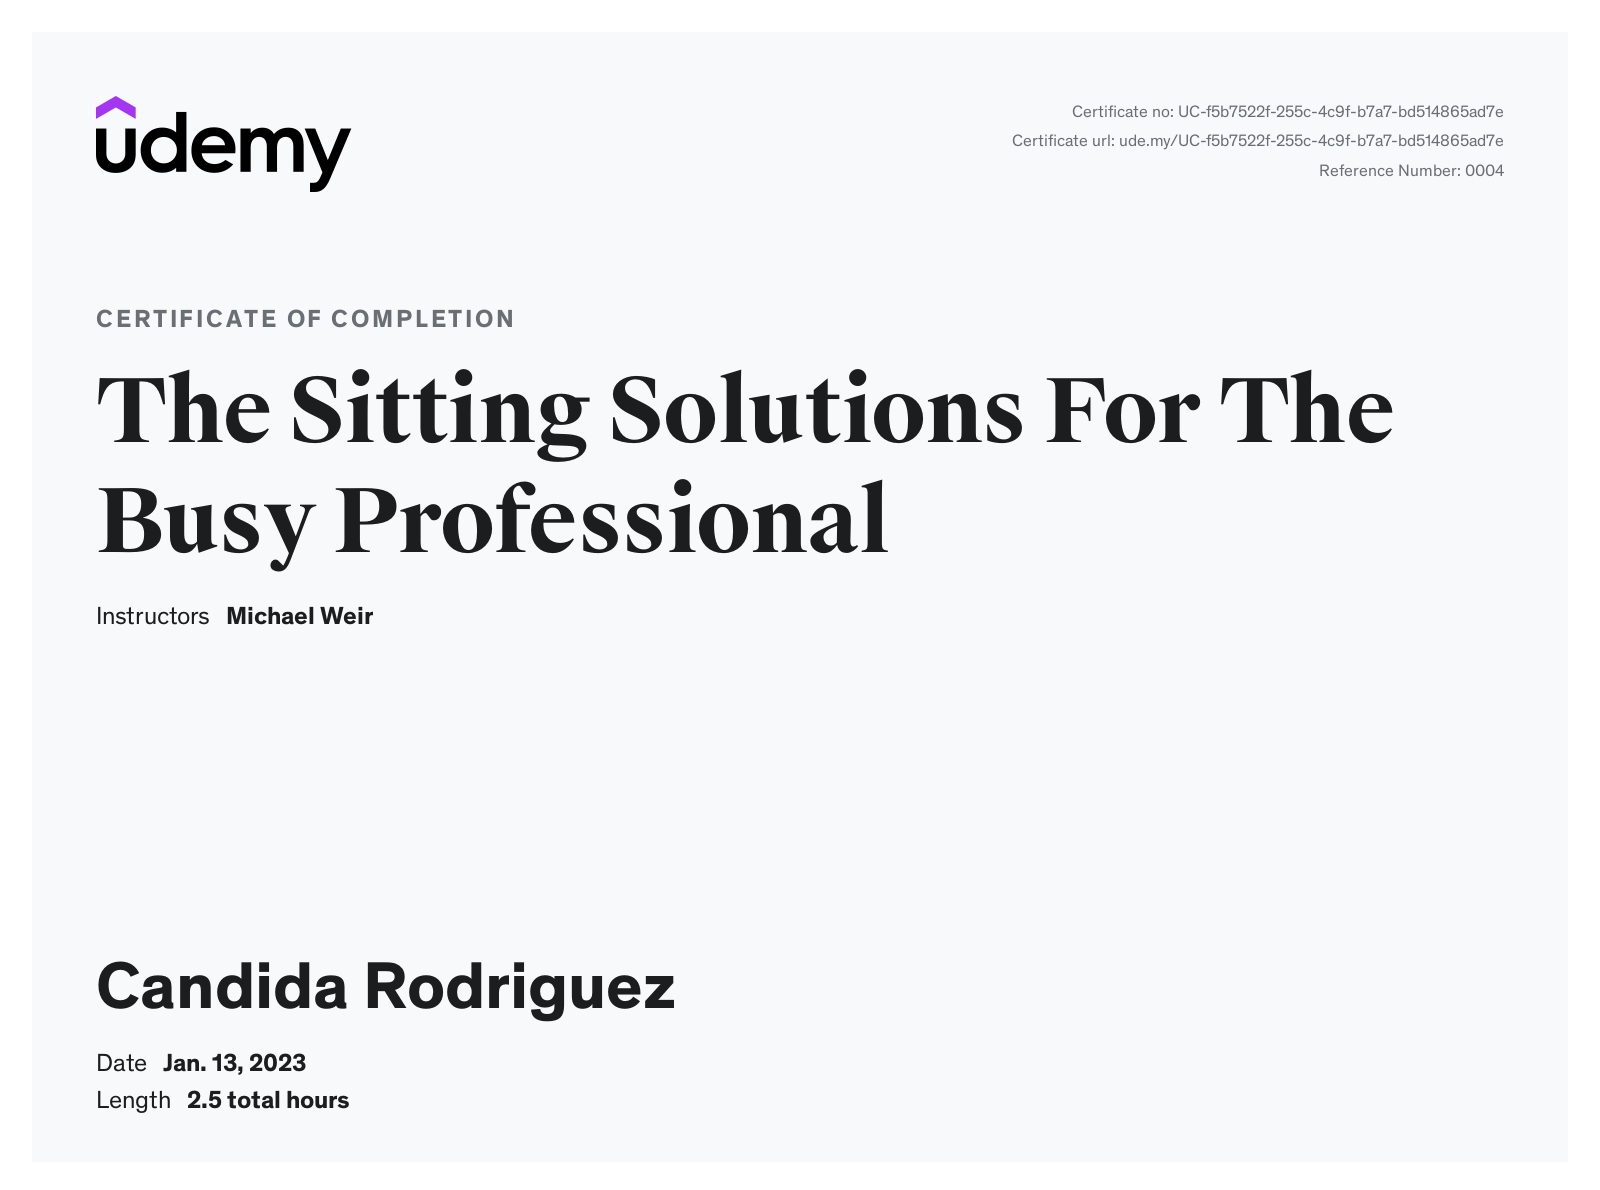 udemy
Certificate no: UC-f5b7522f-255c-4c9f-b7a7-bd514865ad7e
Certificate url: ude.my/UC-f5b7522f-255c-4c9f-b7a7-bd514865ad7e
Reference Number: 0004
CERTIFICATE OF COMPLETION
The Sitting Solutions For The
Busy Professional
Instructors Michael Weir
Candida Rodriguez
Date Jan. 13, 2023
Length 2.5 total hours